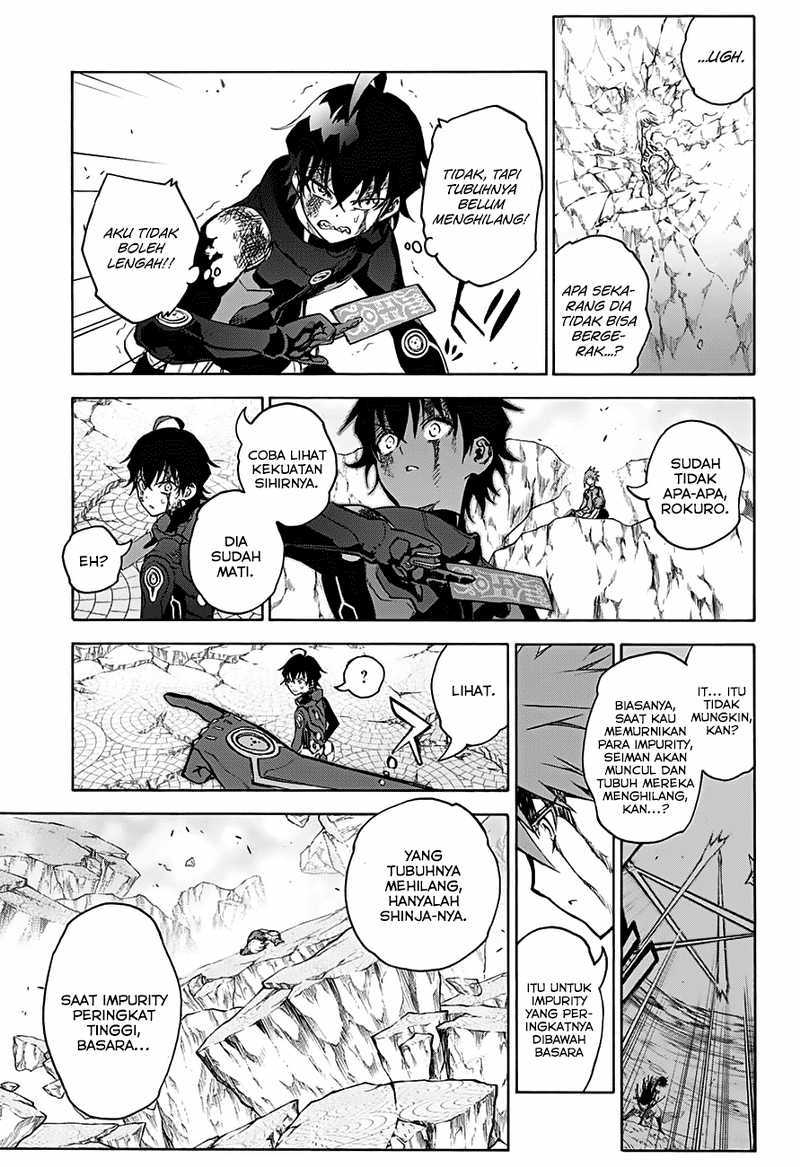 ...UGH.
APA SEKA-
RANG DIA
TIDAK BISA
BERGE-
RAK...?
TIDAK, TAPI
TUBUHNYA
BELUM
MENGHILANG!
AKU TIDAK
BOLEH
LENGAH!!
SUDAH
TIDAK
APA-APA,
ROKURO.
COBA LIHAT
KEKUATAN
SIHIRNYA.
DIA
SUDAH
MATI.
EH?
IT... ITU
TIDAK
MUNGKIN,
KAN?
BIASANYA,
SAAT KAU
MEMURNIKAN
PARA IMPURITY,
SEIMAN AKAN
MUNCUL DAN
TUBUH MEREKA
MENGHILANG,
KAN...?
ITU UNTUK
IMPURITY
YANG PER-
INGKATNYA
DIBAWAH
BASARA
LIHAT.
?
YANG
TUBUHNYA
MEHILANG,
HANYALAH
SHINJA-NYA.
SAAT IMPURITY
PERINGKAT
TINGGI,
BASARA...